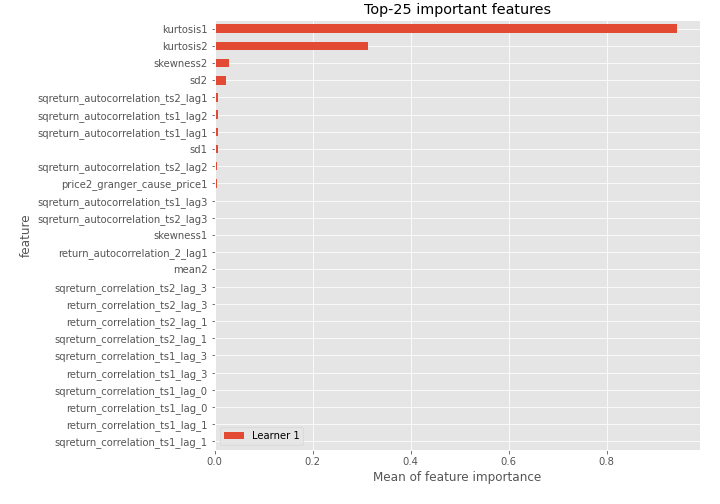 Top-25 important features
kurtosis1
kurtosis2
skewness2
sd2
sqreturn_autocorrelation_ts2_lag1
sqreturn_autocorrelation_ts1_lag2
sqreturn_autocorrelation_ts1_lag1
sd1
sqreturn_autocorrelation_ts2_lag2
price2_granger_cause_price1
sqreturn_autocorrelation_ts1_lag3
sqreturn_autocorrelation_ts2_lag3
skewness1
return_autocorrelation_2_lag1
mean2
sqreturn_correlation_ts2_lag_3
return_correlation_ts2_lag_3
return_correlation_ts2_lag_1
sqreturn_correlation_ts2_lag_1
sqreturn_correlation_ts1_lag_3
return_correlation_ts1_lag_3
sqreturn_correlation_ts1_lag_0
return_correlation_ts1_lag_0
return_correlation_ts1_lag_1
sqreturn_correlation_ts1_lag_1
feature
Learner 1
0.0 0.2 0.4 0.6 0.8
Mean of feature importance